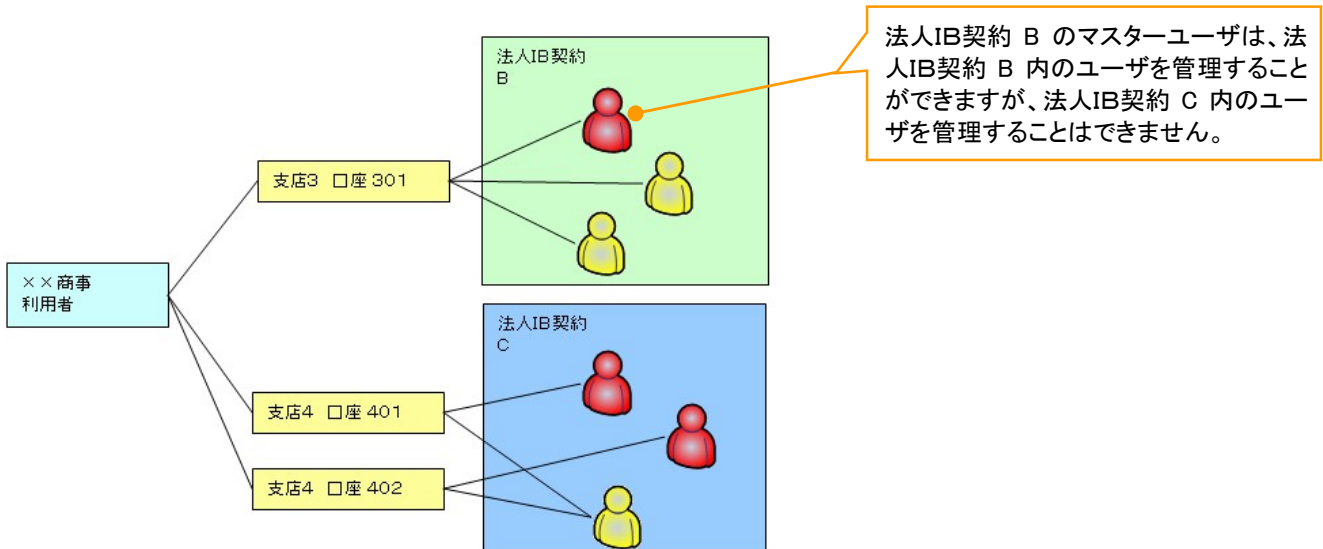 法人IB契約 B のマスターユーザは、法
人IB契約 B 内のユーザを管理すること
ができますが、法人IB契約 C 内のユー
ザを管理することはできません。
法人IB契約
B
支店3 口座 301
××商事
利用者
法人IB契約
C
支店4 口座 401
支店4 口座 402